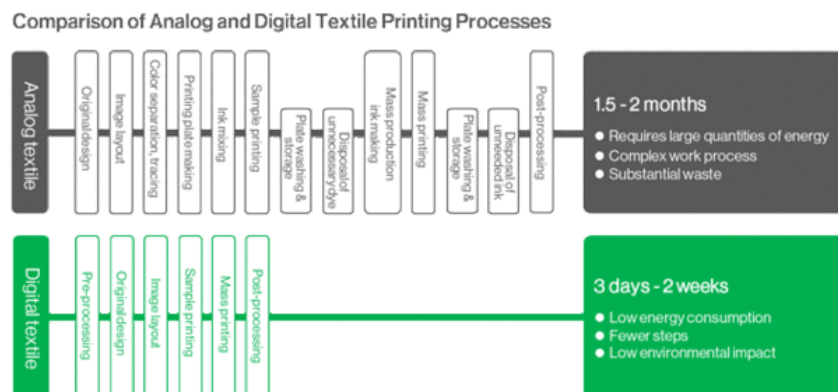 Comparison of Analog and Digital Textile Printing Processes
Analog textile
Original design
Image layout
Color separation, tracing
Printing plate making
Ink mixing
Sample printing
Plate washing &
storage
Disposal of
unnecessary dye
Mass production
ink making
Mass printing
Plate washing &
storage
Disposal of
unneeded ink
Post-processing
1.5 - 2 months
● Requires large quantities of energy
● Complex work process
● Substantial waste
Digital textile
Pre-processing
Original design
Image layout
Sample printing
Mass printing
Post-processing
3 days - 2 weeks
● Low energy consumption
● Fewer steps
● Low environmental impact